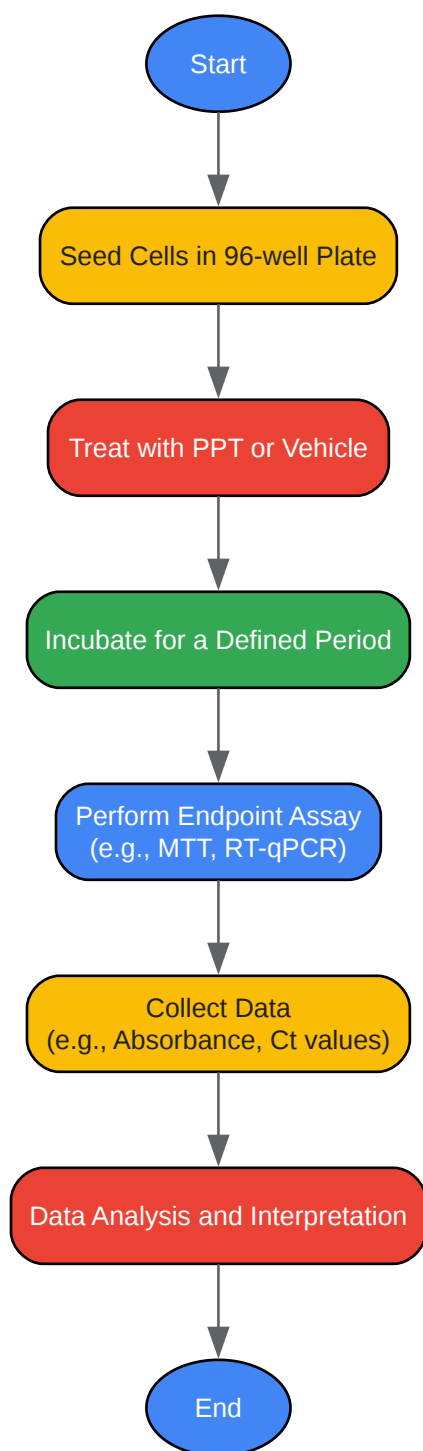 Start
Seed Cells in 96-well Plate
Treat with PPT or Vehicle
Incubate for a Defined Period
Perform Endpoint Assay
(e.g., MTT, RT-qPCR)
Collect Data
(e.g., Absorbance, Ct values)
Data Analysis and Interpretation
End